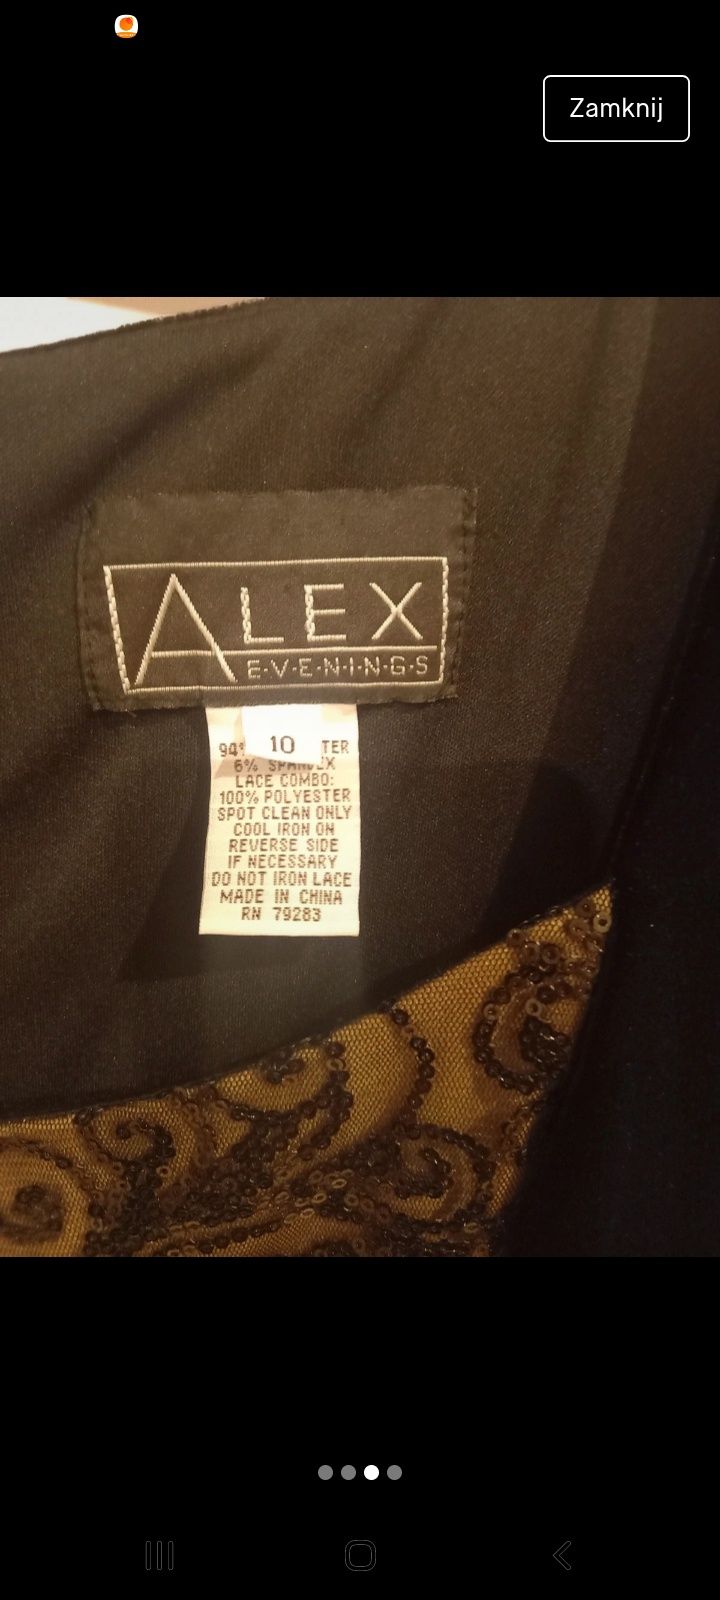 Zamknij
ALEX
E·V·E·N·I·N·G·S
10
94%
6% SPANDEX
LACE COMBO:
100% POLYESTER
SPOT CLEAN ONLY
COOL IRON ON
REVERSE SIDE
IF NECESSARY
DO NOT IRON LACE
MADE IN CHINA
RN 79283